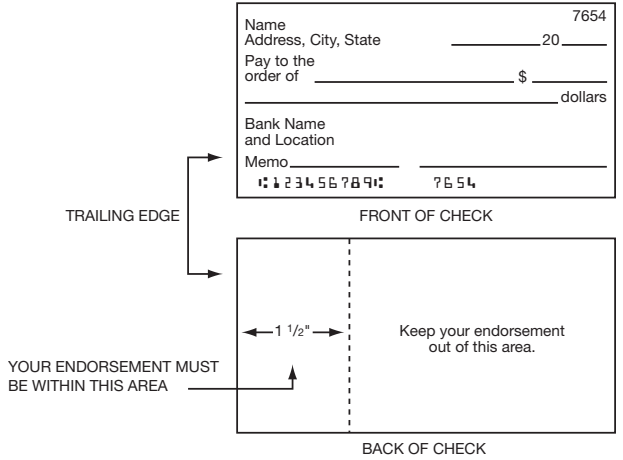 7654
Name
Address, City, State
20
Pay to the
order of
$
dollars
Bank Name
and Location
Memo
⑆123456789⑆ 7654
TRAILING EDGE
FRONT OF CHECK
1 1/2"
Keep your endorsement
out of this area.
YOUR ENDORSEMENT MUST
BE WITHIN THIS AREA
BACK OF CHECK